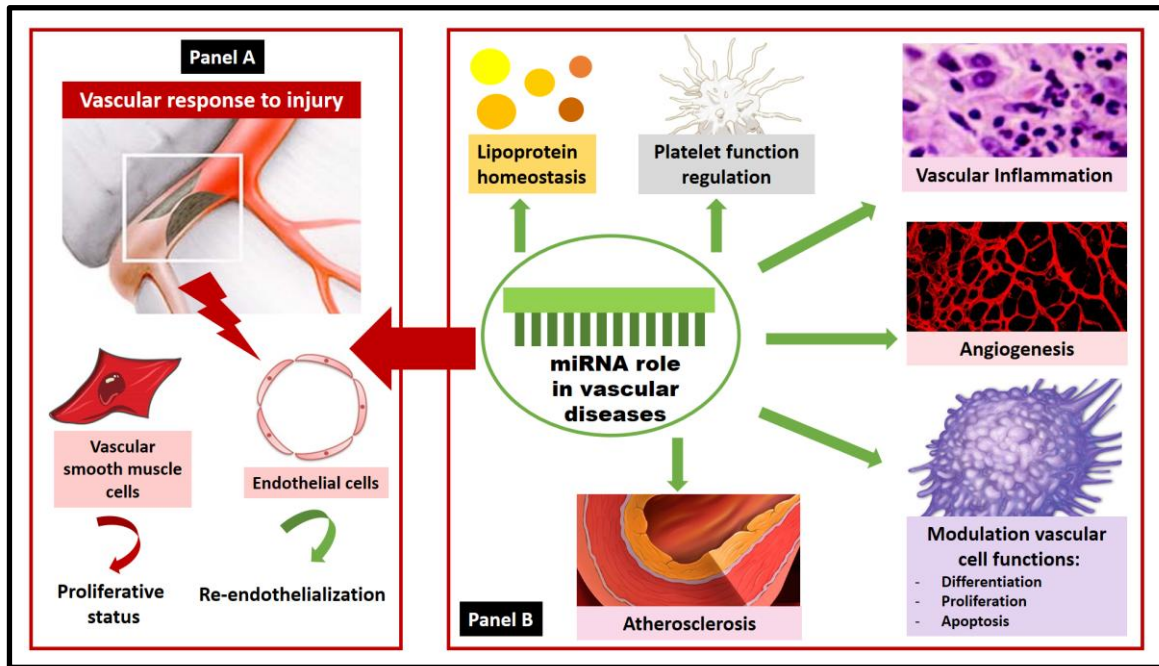 Panel A
Vascular response to injury
Vascular
smooth muscle
cells
Endothelial cells
Proliferative
status
Re-endothelialization
Lipoprotein
homeostasis
Platelet function
regulation
Vascular Inflammation
Angiogenesis
miRNA role
in vascular
diseases
Modulation vascular
cell functions:
- Differentiation
- Proliferation
- Apoptosis
Atherosclerosis
Panel B